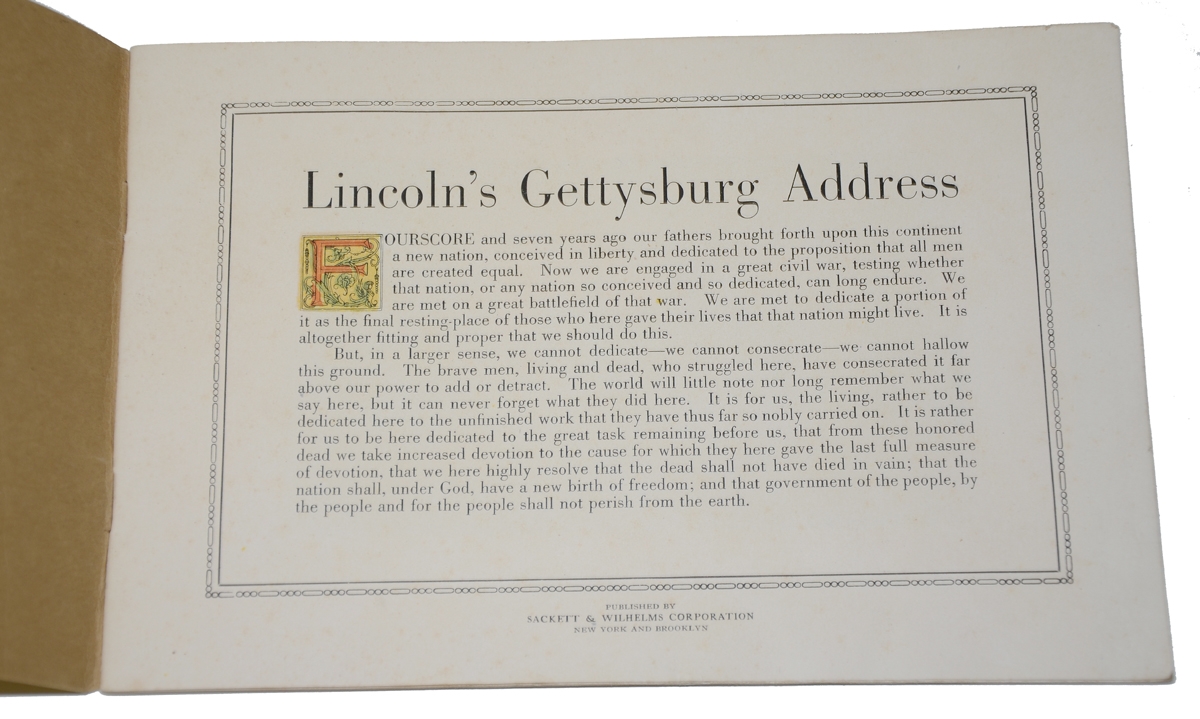 Lincoln's Gettysburg Address
FOURSCORE and seven years ago our fathers brought forth upon this continent
a new nation, conceived in liberty and dedicated to the proposition that all men
are created equal. Now we are engaged in a great civil war, testing whether
that nation, or any nation so conceived and so dedicated, can long endure. We
are met on a great battlefield of that war. We are met to dedicate a portion of
it as the final resting-place of those who here gave their lives that that nation might live. It is
altogether fitting and proper that we should do this.
But, in a larger sense, we cannot dedicate—we cannot consecrate—we cannot hallow
this ground. The brave men, living and dead, who struggled here, have consecrated it far
above our power to add or detract. The world will little note nor long remember what we
say here, but it can never forget what they did here. It is for us, the living, rather to be
dedicated here to the unfinished work that they have thus far so nobly carried on. It is rather
for us to be here dedicated to the great task remaining before us, that from these honored
dead we take increased devotion to the cause for which they here gave the last full measure
of devotion, that we here highly resolve that the dead shall not have died in vain; that the
nation shall, under God, have a new birth of freedom; and that government of the people, by
the people and for the people shall not perish from the earth.
PUBLISHED BY
SACKETT & WILHELMS CORPORATION
NEW YORK AND BROOKLYN